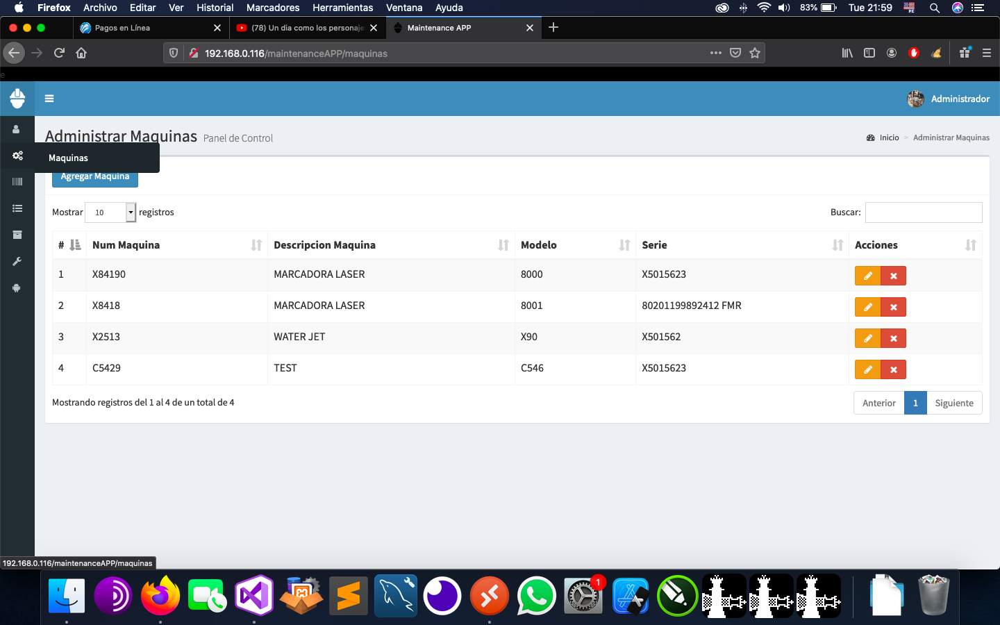 Firefox Archivo Editar Ver Historial Marcadores Herramientas Ventana Ayuda 83% Tue 21:59 PC
Pagos en Línea (78) Un dia como los personaje Maintenance APP
192.168.0.116/maintenanceAPP/maquinas
e
Administrador
Administrar Maquinas Panel de Control Inicio > Administrar Maquinas
Maquinas
Agregar Maquina
Mostrar 10 registros Buscar:
# Num Maquina Descripcion Maquina Modelo Serie Acciones
1 X84190 MARCADORA LASER 8000 X5015623
2 X8418 MARCADORA LASER 8001 80201199892412 FMR
3 X2513 WATER JET X90 X501562
4 C5429 TEST C546 X5015623
Mostrando registros del 1 al 4 de un total de 4 Anterior 1 Siguiente
192.168.0.116/maintenanceAPP/maquinas
1